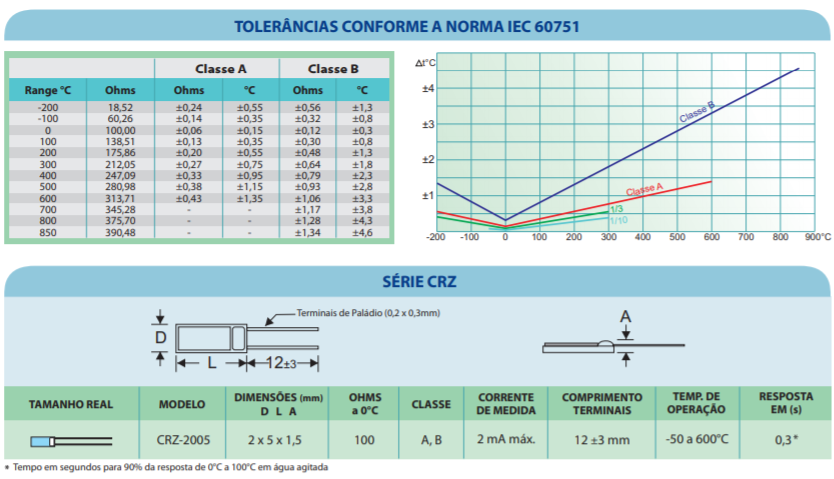 TOLERÂNCIAS CONFORME A NORMA IEC 60751
Classe A Classe B
Range °C Ohms Ohms °C Ohms °C
-200 18,52 ±0,24 ±0,55 ±0,56 ±1,3
-100 60,26 ±0,14 ±0,35 ±0,32 ±0,8
0 100,00 ±0,06 ±0,15 ±0,12 ±0,3
100 138,51 ±0,13 ±0,35 ±0,30 ±0,8
200 175,86 ±0,20 ±0,55 ±0,48 ±1,3
300 212,05 ±0,27 ±0,75 ±0,64 ±1,8
400 247,09 ±0,33 ±0,95 ±0,79 ±2,3
500 280,98 ±0,38 ±1,15 ±0,93 ±2,8
600 313,71 ±0,43 ±1,35 ±1,06 ±3,3
700 345,28 - - ±1,17 ±3,8
800 375,70 - - ±1,28 ±4,3
850 390,48 - - ±1,34 ±4,6
Δt°C
±4
±3
±2
±1
Classe B
Classe A
1/3
1/10
-200 -100 0 100 200 300 400 500 600 700 800 900°C
SÉRIE CRZ
Terminais de Paládio (0,2 x 0,3mm)
D
L 12±3
A
TAMANHO REAL MODELO DIMENSÕES (mm) D L A OHMS a 0°C CLASSE CORRENTE DE MEDIDA COMPRIMENTO TERMINAIS TEMP. DE OPERAÇÃO RESPOSTA EM (s)
CRZ-2005 2 x 5 x 1,5 100 A, B 2 mA máx. 12 ±3 mm -50 a 600°C 0,3*
* Tempo em segundos para 90% da resposta de 0°C a 100°C em água agitada